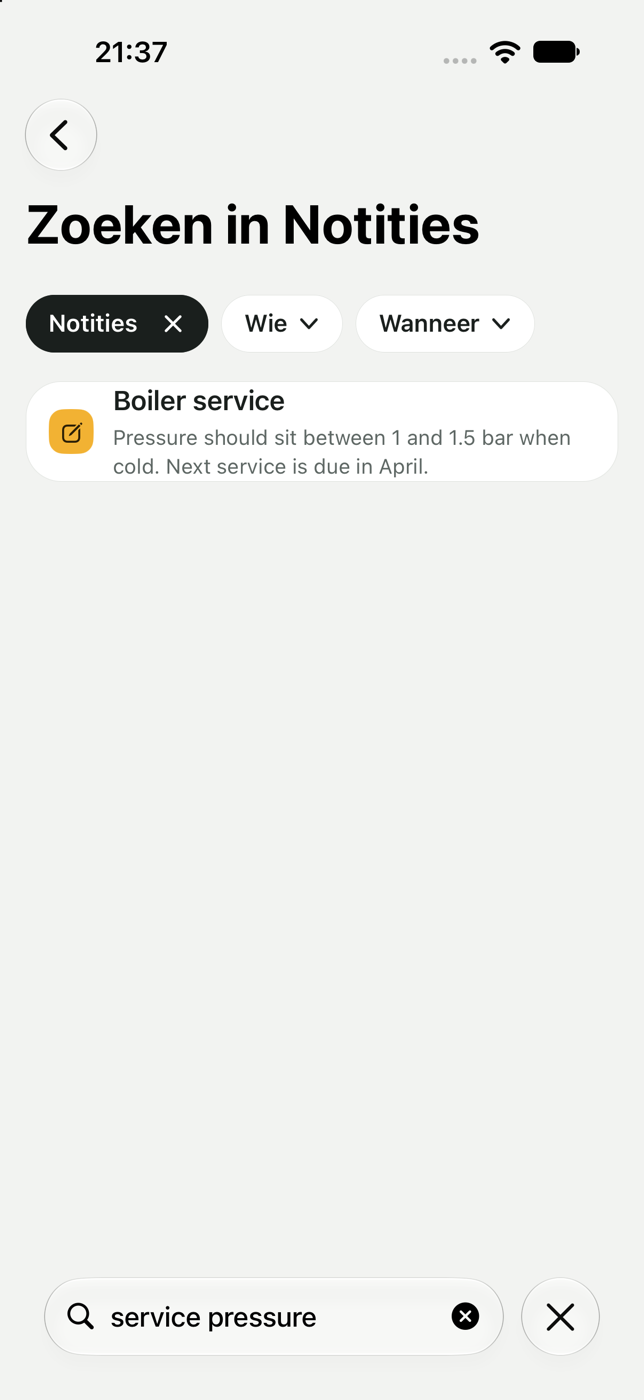 21:37
Zoeken in Notities
Notities
Wie
Wanneer
Boiler service
Pressure should sit between 1 and 1.5 bar when
cold. Next service is due in April.
service pressure